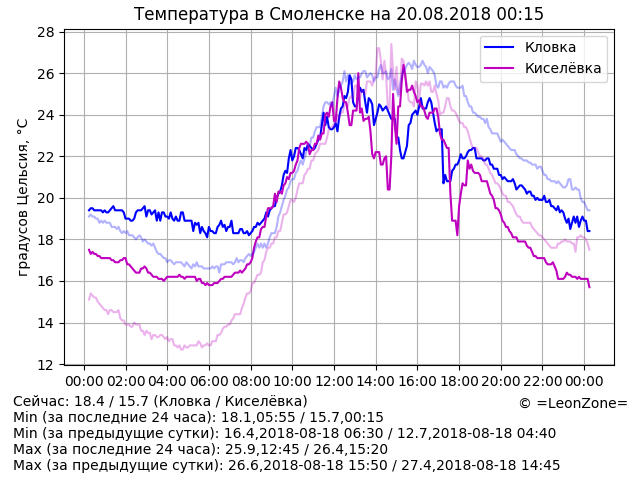 Температура в Смоленске на 20.08.2018 00:15
градусов Цельсия, °C
28
26
24
22
20
18
16
14
12
Кловка
Киселёвка
00:00 02:00 04:00 06:00 08:00 10:00 12:00 14:00 16:00 18:00 20:00 22:00 00:00
Сейчас: 18.4 / 15.7 (Кловка / Киселёвка)
© =LeonZone=
Min (за последние 24 часа): 18.1,05:55 / 15.7,00:15
Min (за предыдущие сутки): 16.4,2018-08-18 06:30 / 12.7,2018-08-18 04:40
Max (за последние 24 часа): 25.9,12:45 / 26.4,15:20
Max (за предыдущие сутки): 26.6,2018-08-18 15:50 / 27.4,2018-08-18 14:45